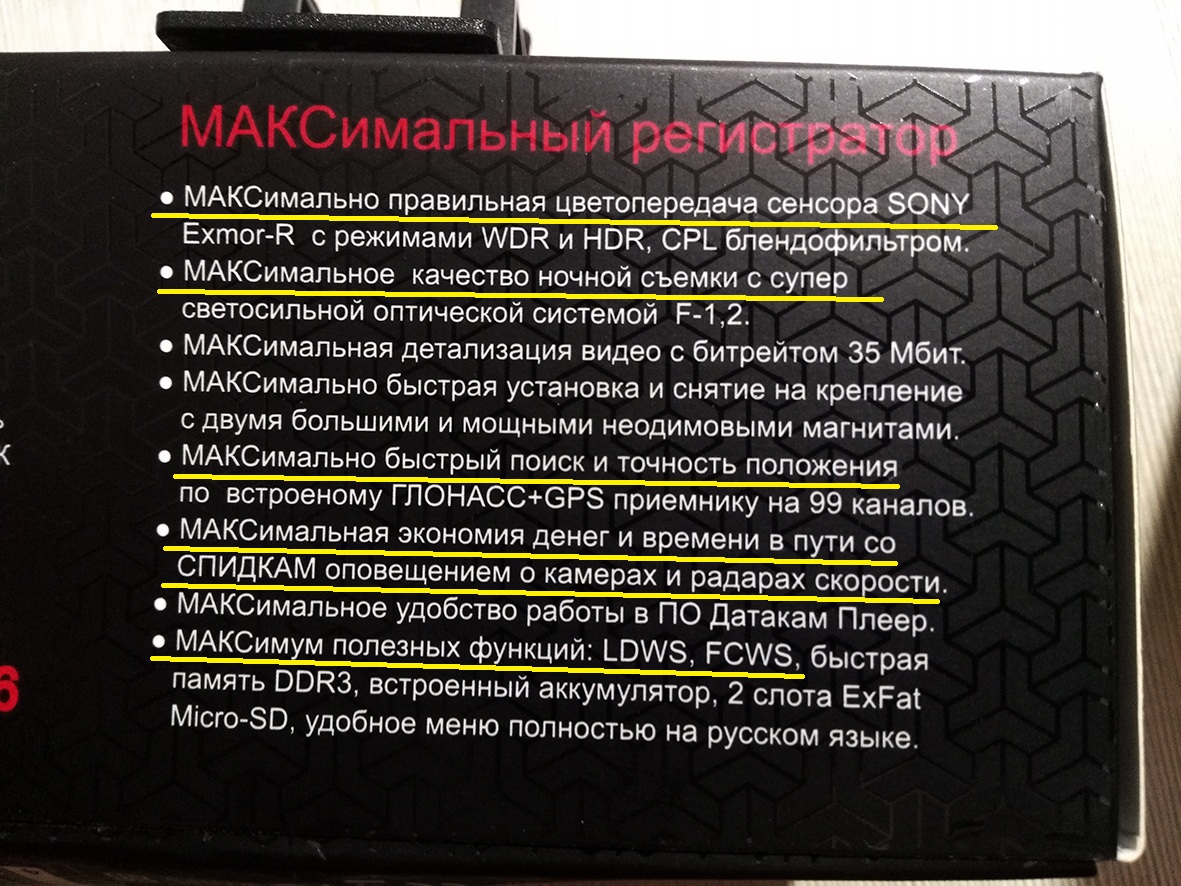 МАКСимальный регистратор
● МАКСимально правильная цветопередача сенсора SONY
Exmor-R с режимами WDR и HDR, CPL блендофильтром.
● МАКСимальное качество ночной съемки с супер
светосильной оптической системой F-1,2.
● МАКСимальная детализация видео с битрейтом 35 Мбит.
● МАКСимально быстрая установка и снятие на крепление
с двумя большими и мощными неодимовыми магнитами.
● МАКСимально быстрый поиск и точность положения
по встроеному ГЛОНАСС+GPS приемнику на 99 каналов.
● МАКСимальная экономия денег и времени в пути со
СПИДКАМ оповещением о камерах и радарах скорости.
● МАКСимальное удобство работы в ПО Датакам Плеер.
● МАКСимум полезных функций: LDWS, FCWS, быстрая
память DDR3, встроенный аккумулятор, 2 слота ExFat
Micro-SD, удобное меню полностью на русском языке.
К
6